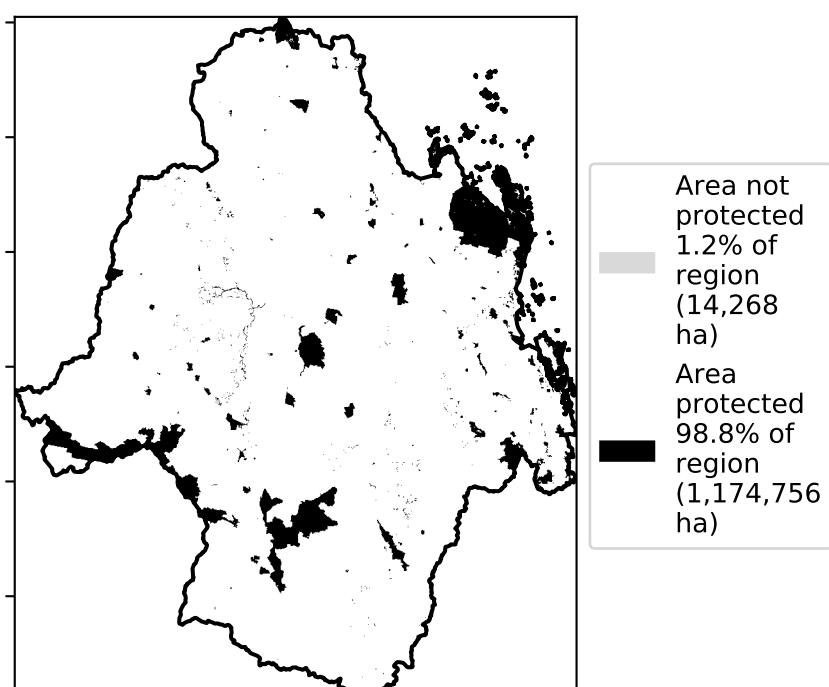 Area not
protected
1.2% of
region
(14,268
ha)
Area
protected
98.8% of
region
(1,174,756
ha)